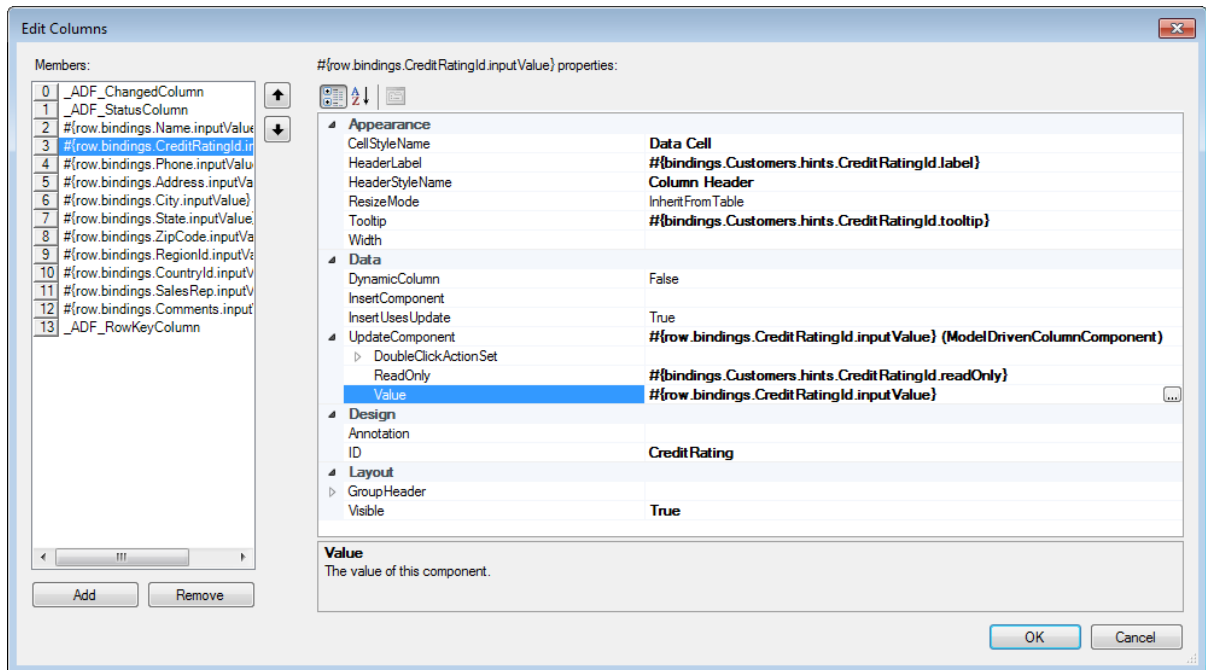 Edit Columns
Members:
0 _ADF_ChangedColumn
1 _ADF_StatusColumn
2 #{row.bindings.Name.inputValue
3 #{row.bindings.CreditRatingId.in
4 #{row.bindings.Phone.inputValu
5 #{row.bindings.Address.inputVa
6 #{row.bindings.City.inputValue}
7 #{row.bindings.State.inputValue}
8 #{row.bindings.ZipCode.inputVa
9 #{row.bindings.RegionId.inputVa
10 #{row.bindings.CountryId.inputV
11 #{row.bindings.SalesRep.inputV
12 #{row.bindings.Comments.input
13 _ADF_RowKeyColumn
Add Remove
#{row.bindings.CreditRatingId.inputValue} properties:
Appearance
CellStyleName Data Cell
HeaderLabel #{bindings.Customers.hints.CreditRatingId.label}
HeaderStyleName Column Header
ResizeMode InheritFromTable
Tooltip #{bindings.Customers.hints.CreditRatingId.tooltip}
Width
Data
DynamicColumn False
InsertComponent
InsertUsesUpdate True
UpdateComponent #{row.bindings.CreditRatingId.inputValue} (ModelDrivenColumnComponent)
DoubleClickActionSet
ReadOnly #{bindings.Customers.hints.CreditRatingId.readOnly}
Value #{row.bindings.CreditRatingId.inputValue} ...
Design
Annotation
ID CreditRating
Layout
GroupHeader
Visible True
Value
The value of this component.
OK Cancel